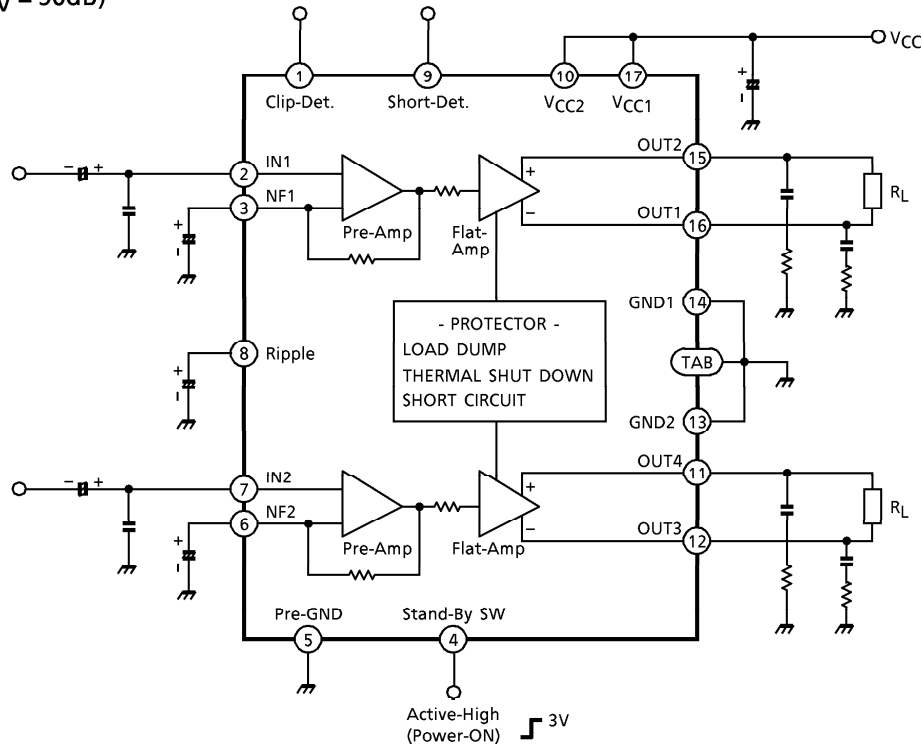 V = 50dB)
VCC
1
9
10
17
Clip-Det.
Short-Det.
VCC2
VCC1
+
-
OUT2
15
- +
2
IN1
+
RL
3
NF1
OUT1
-
16
+
-
Pre-Amp
Flat-
Amp
GND1
14
- PROTECTOR -
8
Ripple
LOAD DUMP
TAB
+
-
THERMAL SHUT DOWN
SHORT CIRCUIT
GND2
13
OUT4
11
- +
7
IN2
+
RL
6
NF2
OUT3
-
12
+
-
Pre-Amp
Flat-Amp
Pre-GND
Stand-By SW
5
4
Active-High
(Power-ON)
3V